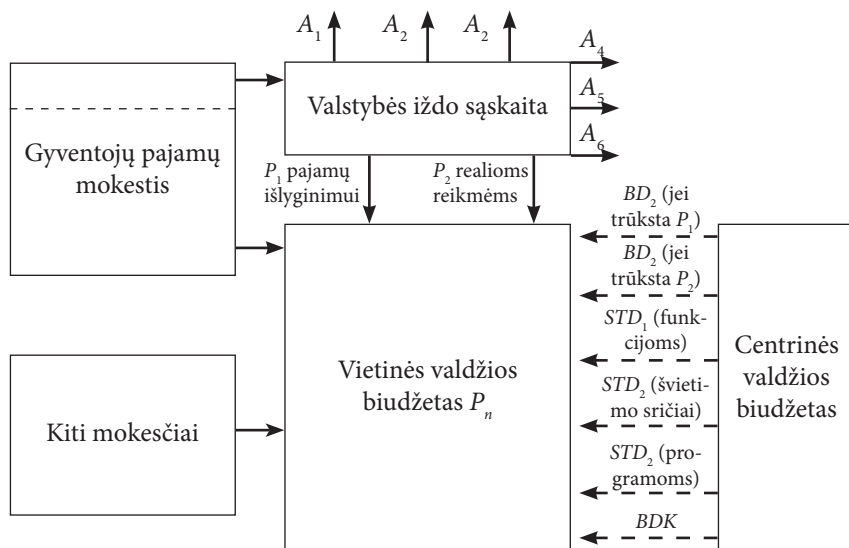 A₁ A₂ A₂
A₄
Valstybės iždo sąskaita
A₅
A₆
Gyventojų pajamų
mokestis
P₁ pajamų
išlyginimui
P₂ realioms
reikmėms
BD₂ (jei
trūksta P₁)
BD₂ (jei
trūksta P₂)
STD₁ (funk-
cijoms)
STD₂ (švieti-
mo sričiai)
STD₂ (pro-
gramoms)
BDK
Vietinės valdžios
biudžetas Pₙ
Centrinės
valdžios
biudžetas
Kiti mokesčiai